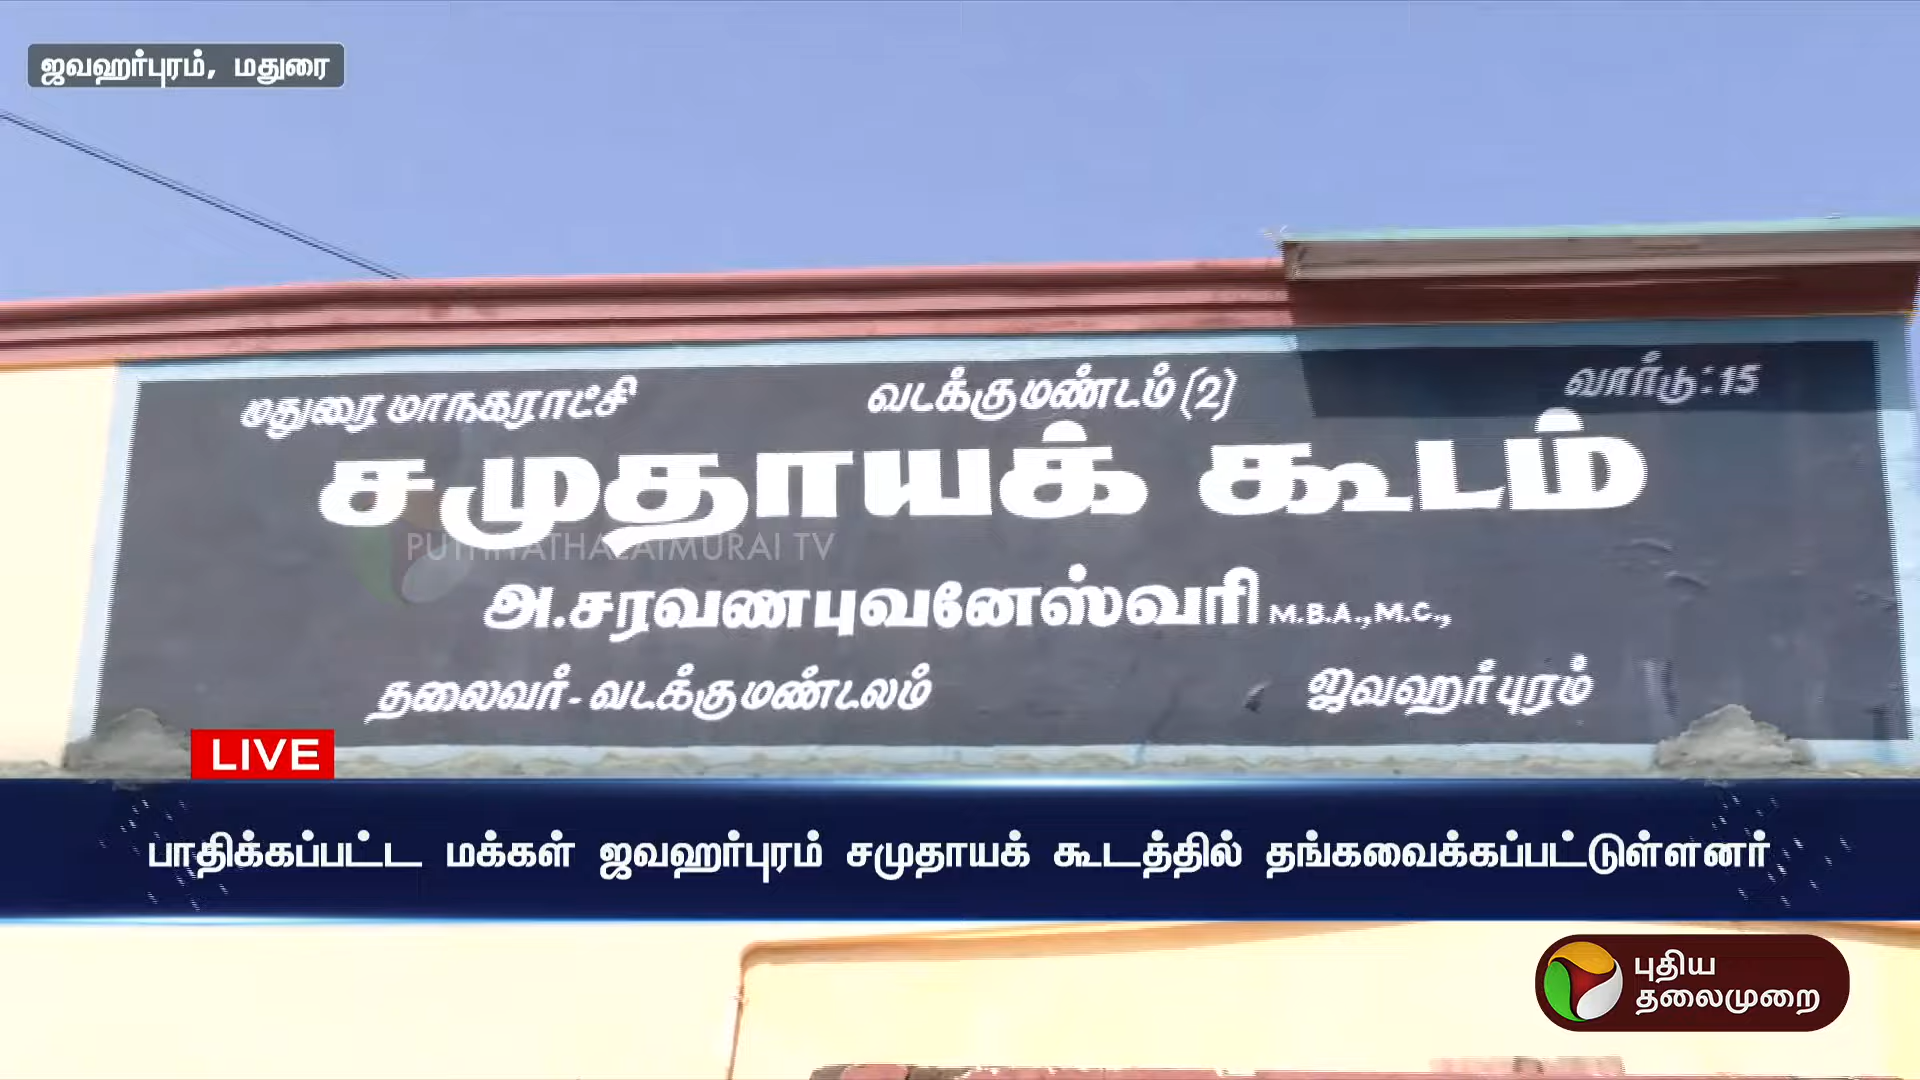 ஜவஹர்புரம், மதுரை
மதுரை மாநகராட்சி வடக்குமண்டம் (2) வார்டு:15
சமுதாயக் கூடம்
PUTHIYATHALAIMURAI TV
அ.சரவணபுவனேஸ்வரி M.B.A.,M.C.,
தலைவர்-வடக்குமண்டலம் ஜவஹர்புரம்
LIVE
பாதிக்கப்பட்ட மக்கள் ஜவஹர்புரம் சமுதாயக் கூடத்தில் தங்கவைக்கப்பட்டுள்ளனர்
புதிய
தலைமுறை